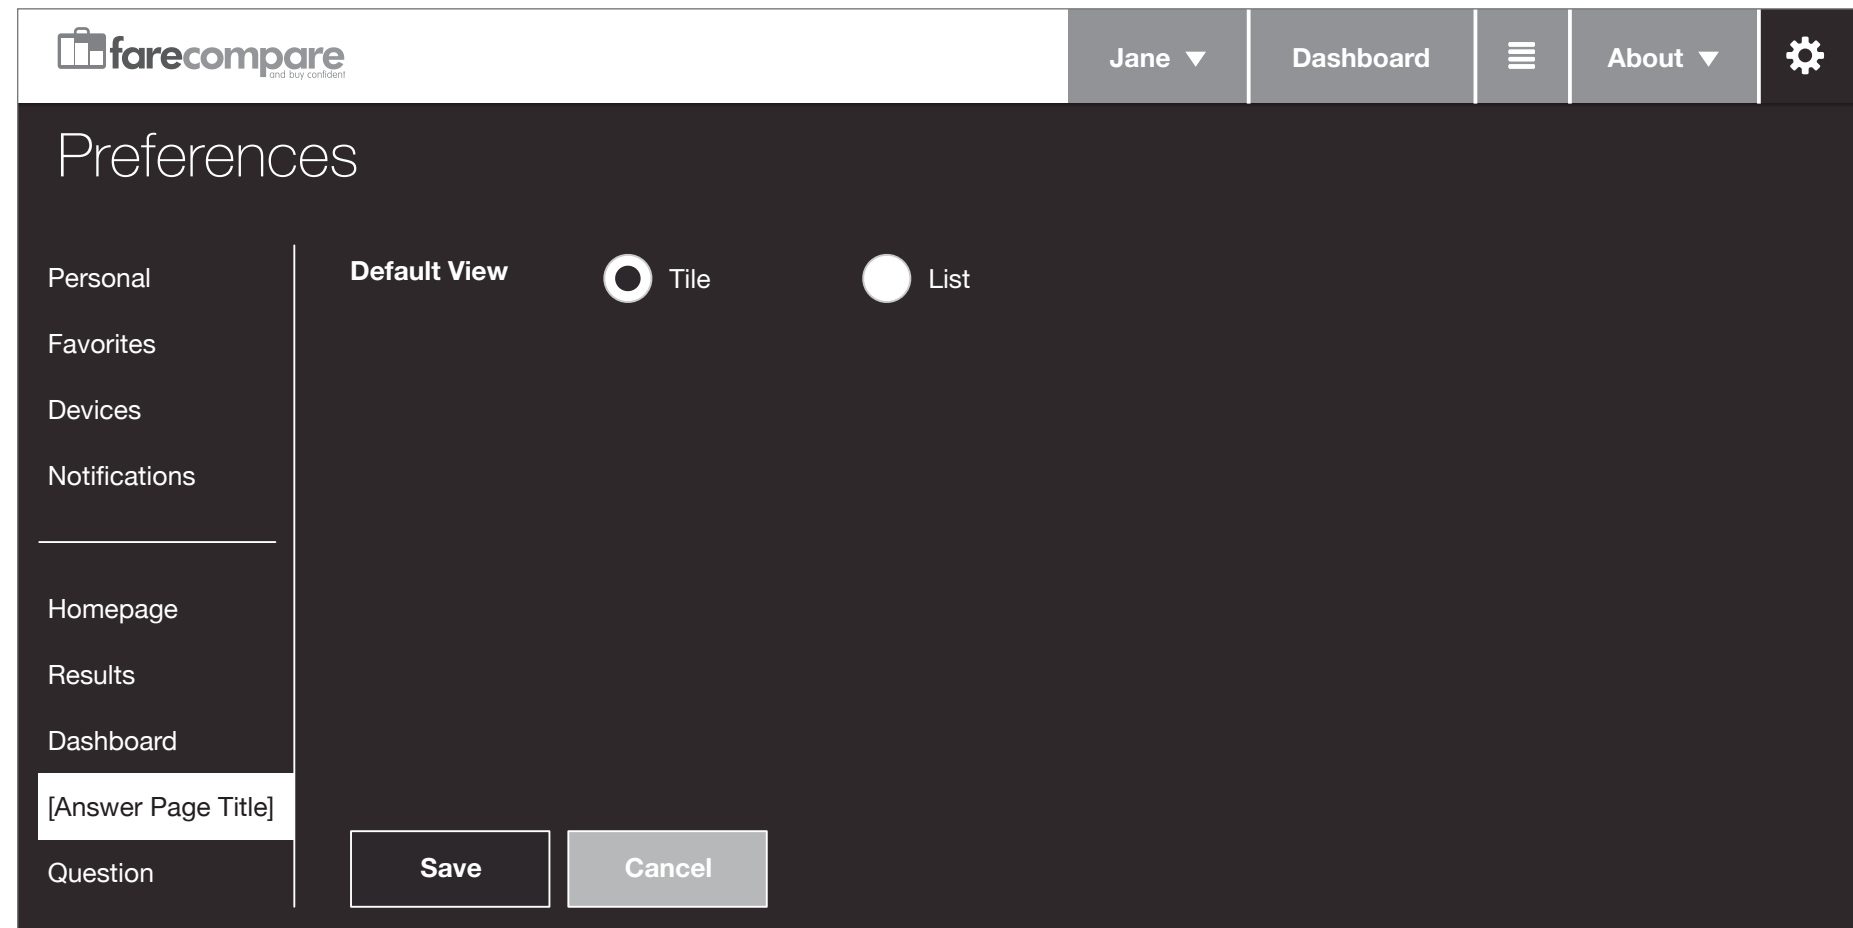 farecompare
and buy confident
Jane
Dashboard
About
Preferences
Personal
Favorites
Devices
Notifications
Homepage
Results
Dashboard
[Answer Page Title]
Question
Default View
Tile
List
Save
Cancel